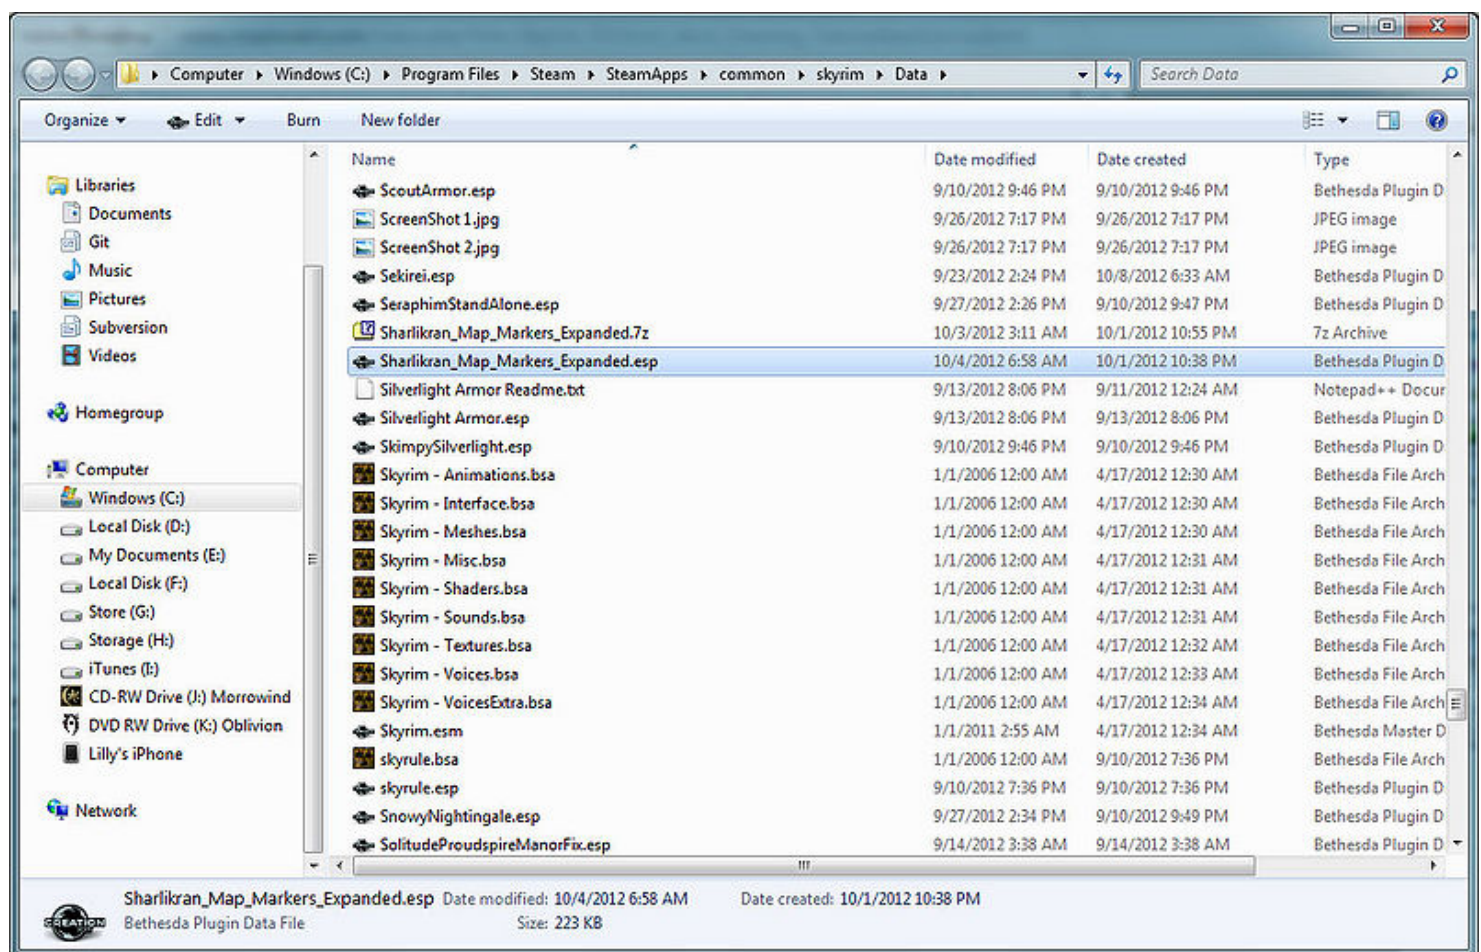 Computer ▸ Windows (C:) ▸ Program Files ▸ Steam ▸ SteamApps ▸ common ▸ skyrim ▸ Data ▸ Search Data
Organize Edit Burn New folder
Name Date modified Date created Type
Libraries
Documents
Git
Music
Pictures
Subversion
Videos
Homegroup
Computer
Windows (C:)
Local Disk (D:)
My Documents (E:)
Local Disk (F:)
Store (G:)
Storage (H:)
iTunes (I:)
CD-RW Drive (J:) Morrowind
DVD RW Drive (K:) Oblivion
Lilly's iPhone
Network
ScoutArmor.esp 9/10/2012 9:46 PM 9/10/2012 9:46 PM Bethesda Plugin D
ScreenShot 1.jpg 9/26/2012 7:17 PM 9/26/2012 7:17 PM JPEG image
ScreenShot 2.jpg 9/26/2012 7:17 PM 9/26/2012 7:17 PM JPEG image
Sekirei.esp 9/23/2012 2:24 PM 10/8/2012 6:33 AM Bethesda Plugin D
SeraphimStandAlone.esp 9/27/2012 2:26 PM 9/10/2012 9:47 PM Bethesda Plugin D
Sharlikran_Map_Markers_Expanded.7z 10/3/2012 3:11 AM 10/1/2012 10:55 PM 7z Archive
Sharlikran_Map_Markers_Expanded.esp 10/4/2012 6:58 AM 10/1/2012 10:38 PM Bethesda Plugin D
Silverlight Armor Readme.txt 9/13/2012 8:06 PM 9/11/2012 12:24 AM Notepad++ Docur
Silverlight Armor.esp 9/13/2012 8:06 PM 9/13/2012 8:06 PM Bethesda Plugin D
SkimpySilverlight.esp 9/10/2012 9:46 PM 9/10/2012 9:46 PM Bethesda Plugin D
Skyrim - Animations.bsa 1/1/2006 12:00 AM 4/17/2012 12:30 AM Bethesda File Arch
Skyrim - Interface.bsa 1/1/2006 12:00 AM 4/17/2012 12:30 AM Bethesda File Arch
Skyrim - Meshes.bsa 1/1/2006 12:00 AM 4/17/2012 12:30 AM Bethesda File Arch
Skyrim - Misc.bsa 1/1/2006 12:00 AM 4/17/2012 12:31 AM Bethesda File Arch
Skyrim - Shaders.bsa 1/1/2006 12:00 AM 4/17/2012 12:31 AM Bethesda File Arch
Skyrim - Sounds.bsa 1/1/2006 12:00 AM 4/17/2012 12:31 AM Bethesda File Arch
Skyrim - Textures.bsa 1/1/2006 12:00 AM 4/17/2012 12:32 AM Bethesda File Arch
Skyrim - Voices.bsa 1/1/2006 12:00 AM 4/17/2012 12:33 AM Bethesda File Arch
Skyrim - VoicesExtra.bsa 1/1/2006 12:00 AM 4/17/2012 12:34 AM Bethesda File Arch
Skyrim.esm 1/1/2011 2:55 AM 4/17/2012 12:34 AM Bethesda Master D
skyrule.bsa 1/1/2006 12:00 AM 9/10/2012 7:36 PM Bethesda File Arch
skyrule.esp 9/10/2012 7:36 PM 9/10/2012 7:36 PM Bethesda Plugin D
SnowyNightingale.esp 9/27/2012 2:34 PM 9/10/2012 9:49 PM Bethesda Plugin D
SolitudeProudspireManorFix.esp 9/14/2012 3:38 AM 9/14/2012 3:38 AM Bethesda Plugin D
Sharlikran_Map_Markers_Expanded.esp Date modified: 10/4/2012 6:58 AM Date created: 10/1/2012 10:38 PM
CREATION Bethesda Plugin Data File Size: 223 KB